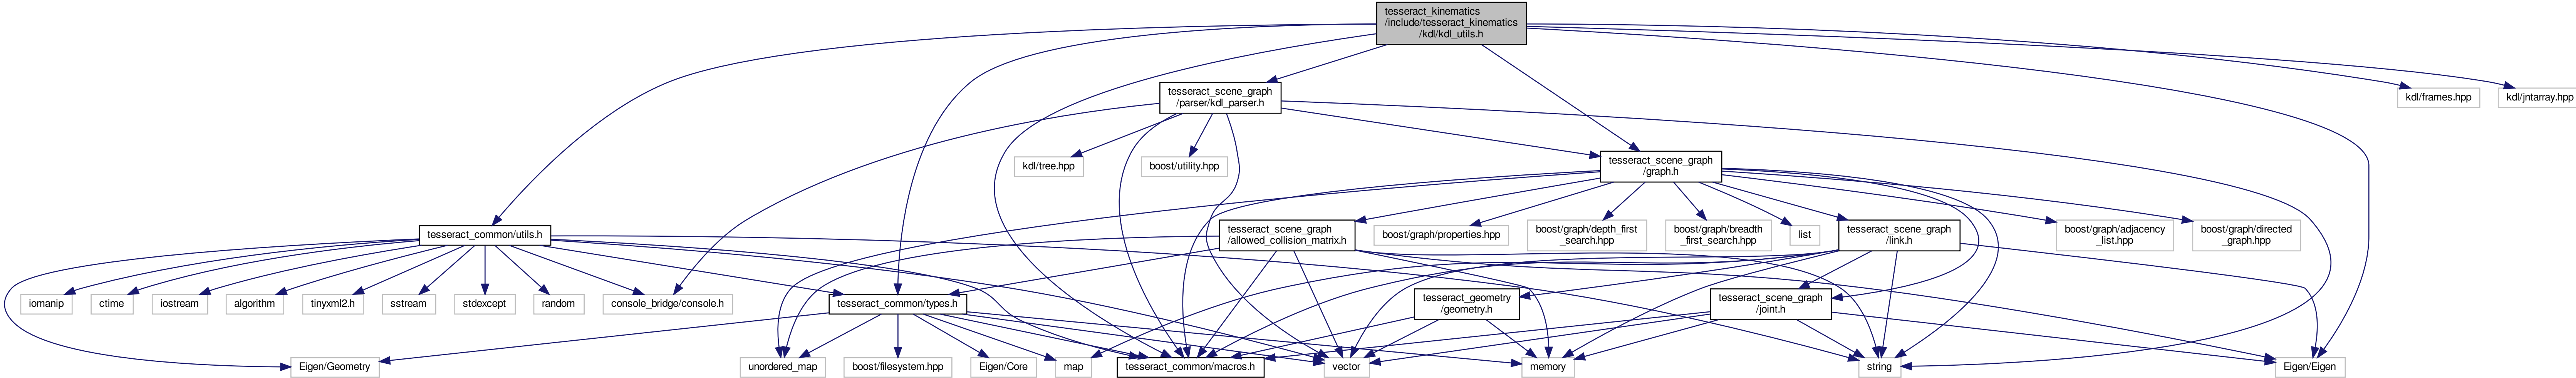 tesseract_kinematics
/include/tesseract_kinematics
/kdl/kdl_utils.h
tesseract_scene_graph
/parser/kdl_parser.h
kdl/frames.hpp
kdl/jntarray.hpp
kdl/tree.hpp
boost/utility.hpp
tesseract_scene_graph
/graph.h
tesseract_common/utils.h
tesseract_scene_graph
/allowed_collision_matrix.h
boost/graph/properties.hpp
boost/graph/depth_first
_search.hpp
boost/graph/breadth
_first_search.hpp
list
tesseract_scene_graph
/link.h
boost/graph/adjacency
_list.hpp
boost/graph/directed
_graph.hpp
iomanip
ctime
iostream
algorithm
tinyxml2.h
sstream
stdexcept
random
console_bridge/console.h
tesseract_common/types.h
tesseract_geometry
/geometry.h
tesseract_scene_graph
/joint.h
Eigen/Geometry
unordered_map
boost/filesystem.hpp
Eigen/Core
map
tesseract_common/macros.h
vector
memory
string
Eigen/Eigen